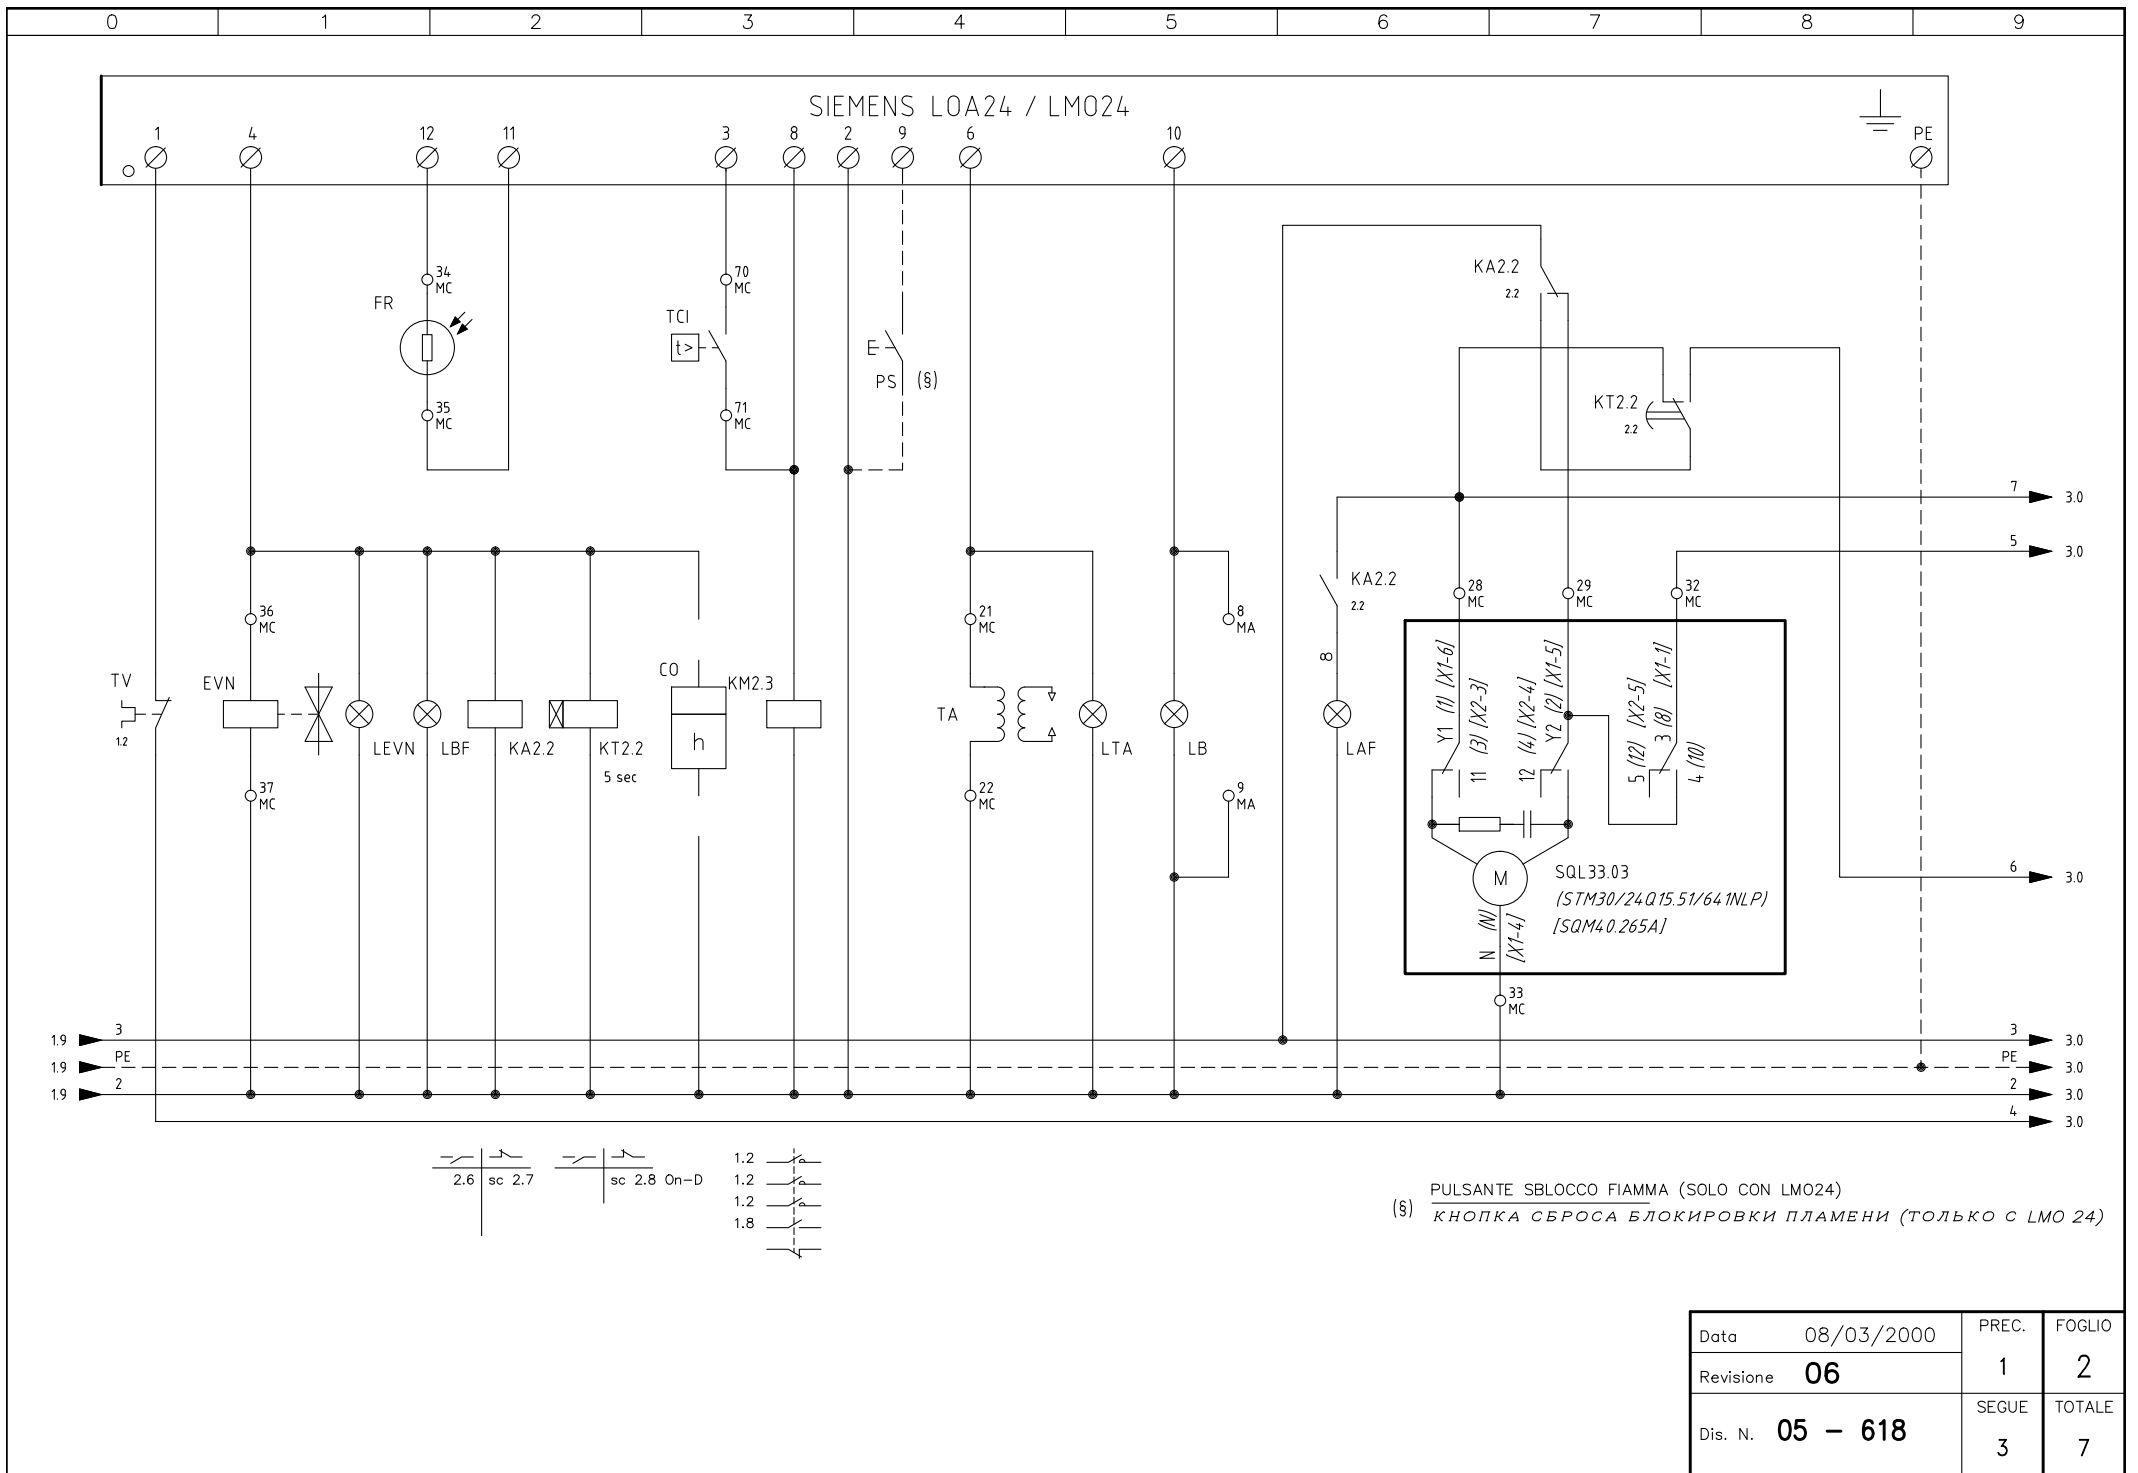 0 1 2 3 4 5 6 7 8 9
SIEMENS LOA24 / LMO24
1 4 12 11 3 8 2 9 6 10 PE
34
MC
FR
35
MC
70
MC
TCI
t>
71
MC
E
PS (§)
KA2.2
2.2
KT2.2
2.2
7 3.0
5 3.0
36
MC
TV
1.2
EVN
37
MC
LEVN
LBF
KA2.2
KT2.2
5 sec
CO
h
KM2.3
21
MC
TA
22
MC
LTA
LB
8
MA
9
MA
KA2.2
2.2
8
LAF
28
MC
29
MC
32
MC
Y1 (1) [X1-6]
11 (3) [X2-3]
12 (4) [X2-4]
Y2 (2) [X1-5]
5 (12) [X2-5]
3 (8) [X1-1]
4 (10)
M
SQL33.03
(STM30/24Q15.51/641NLP)
[SQM40.265A]
N (N)
[X1-4]
33
MC
6 3.0
1.9 3 3 3.0
1.9 PE PE 3.0
1.9 2 2 3.0
4 3.0
2.6 sc 2.7
sc 2.8 On-D
1.2
1.2
1.2
1.8
(§) PULSANTE SBLOCCO FIAMMA (SOLO CON LMO24)
КНОПКА СБРОСА БЛОКИРОВКИ ПЛАМЕНИ (ТОЛЬКО С LMO 24)
Data 08/03/2000
Revisione 06
Dis. N. 05 - 618
PREC.
1
FOGLIO
2
SEGUE
3
TOTALE
7